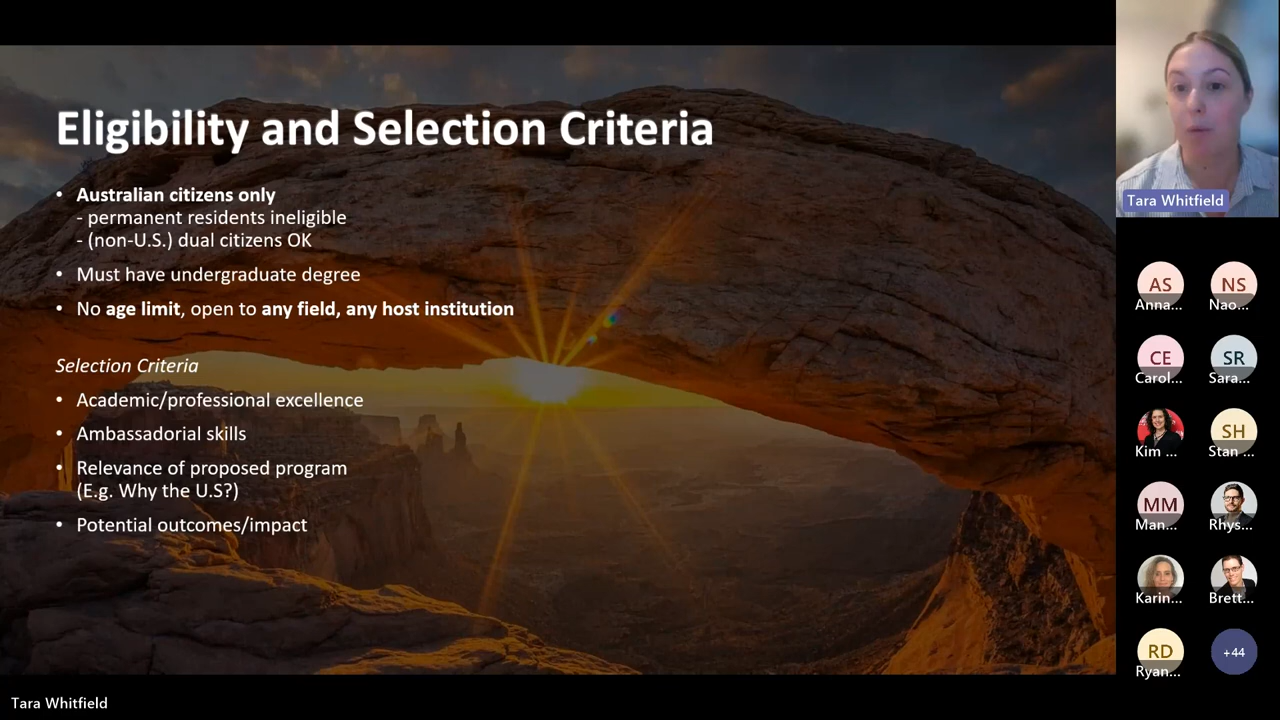 Eligibility and Selection Criteria
• Australian citizens only
- permanent residents ineligible
- (non-U.S.) dual citizens OK
• Must have undergraduate degree
• No age limit, open to any field, any host institution
Selection Criteria
• Academic/professional excellence
• Ambassadorial skills
• Relevance of proposed program
(E.g. Why the U.S?)
• Potential outcomes/impact
Tara Whitfield
AS
Anna...
NS
Nao...
CE
Carol...
SR
Sara...
Kim ...
SH
Stan ...
MM
Man...
Rhys...
Karin...
Brett...
RD
Ryan...
+44
Tara Whitfield